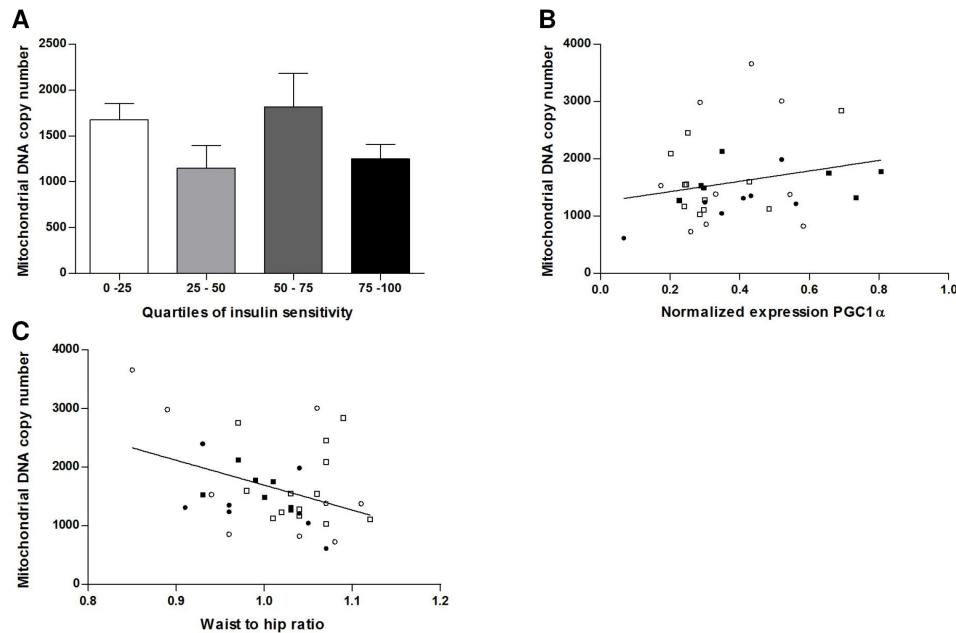 A
Mitochondrial DNA copy number
2500
2000
1500
1000
500
0
0 -25
25 - 50
50 - 75
75 -100
Quartiles of insulin sensitivity
B
Mitochondrial DNA copy number
4000
3000
2000
1000
0
0.0
0.2
0.4
0.6
0.8
1.0
Normalized expression PGC1α
C
Mitochondrial DNA copy number
4000
3000
2000
1000
0
0.8
0.9
1.0
1.1
1.2
Waist to hip ratio